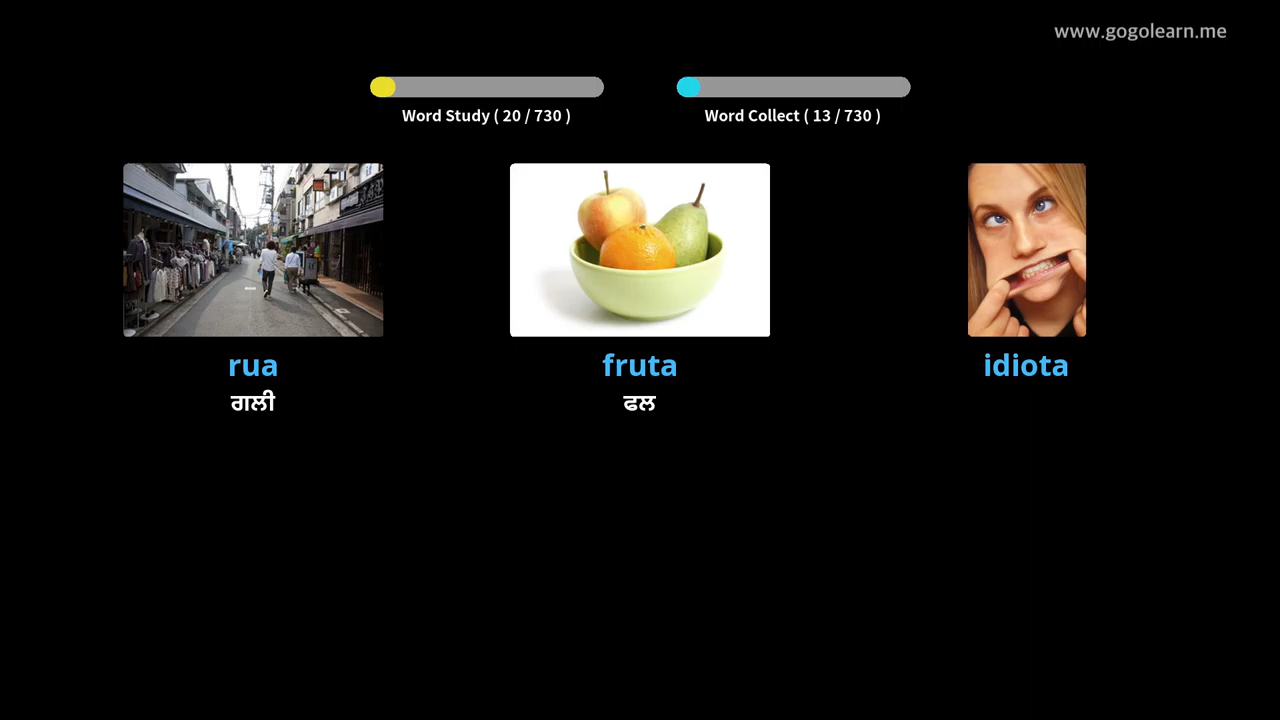 www.gogolearn.me
Word Study ( 20 / 730 )
Word Collect ( 13 / 730 )
rua
fruta
idiota
ਗਲੀ
ਫਲ